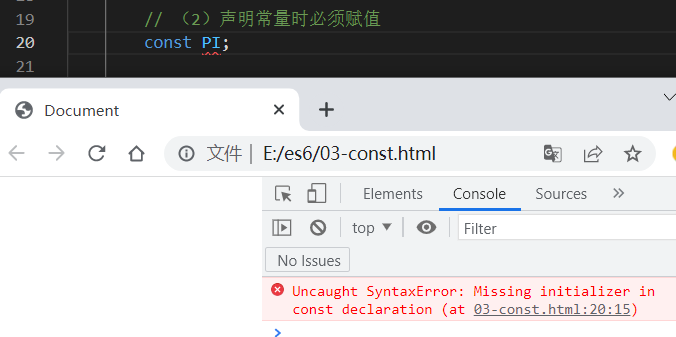 19 // （2）声明常量时必须赋值
20 const PI;
21
Document
文件 E:/es6/03-const.html
Elements Console Sources
top Filter
No Issues
Uncaught SyntaxError: Missing initializer in
const declaration (at 03-const.html:20:15)